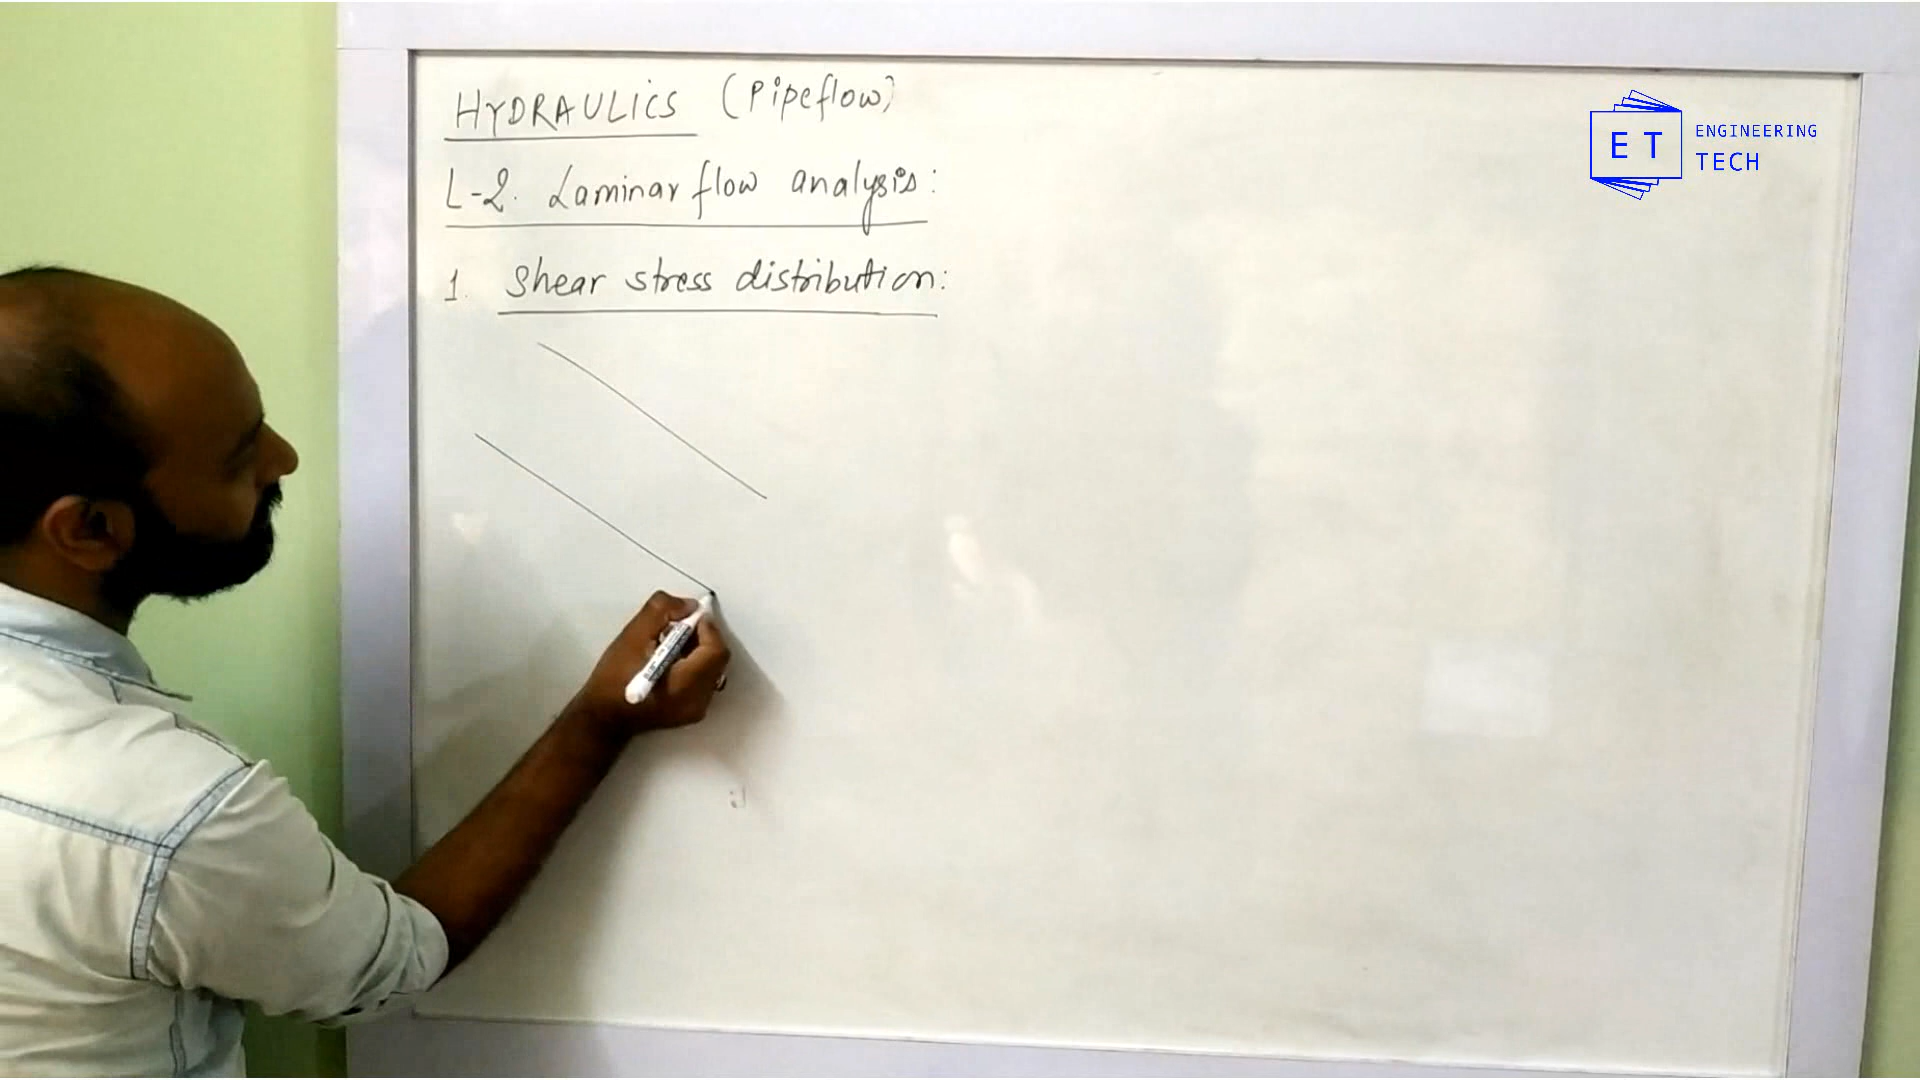 HYDRAULICS (Pipeflow)
L-2. Laminar flow analysis:
1. Shear stress distribution:
E T ENGINEERING
TECH